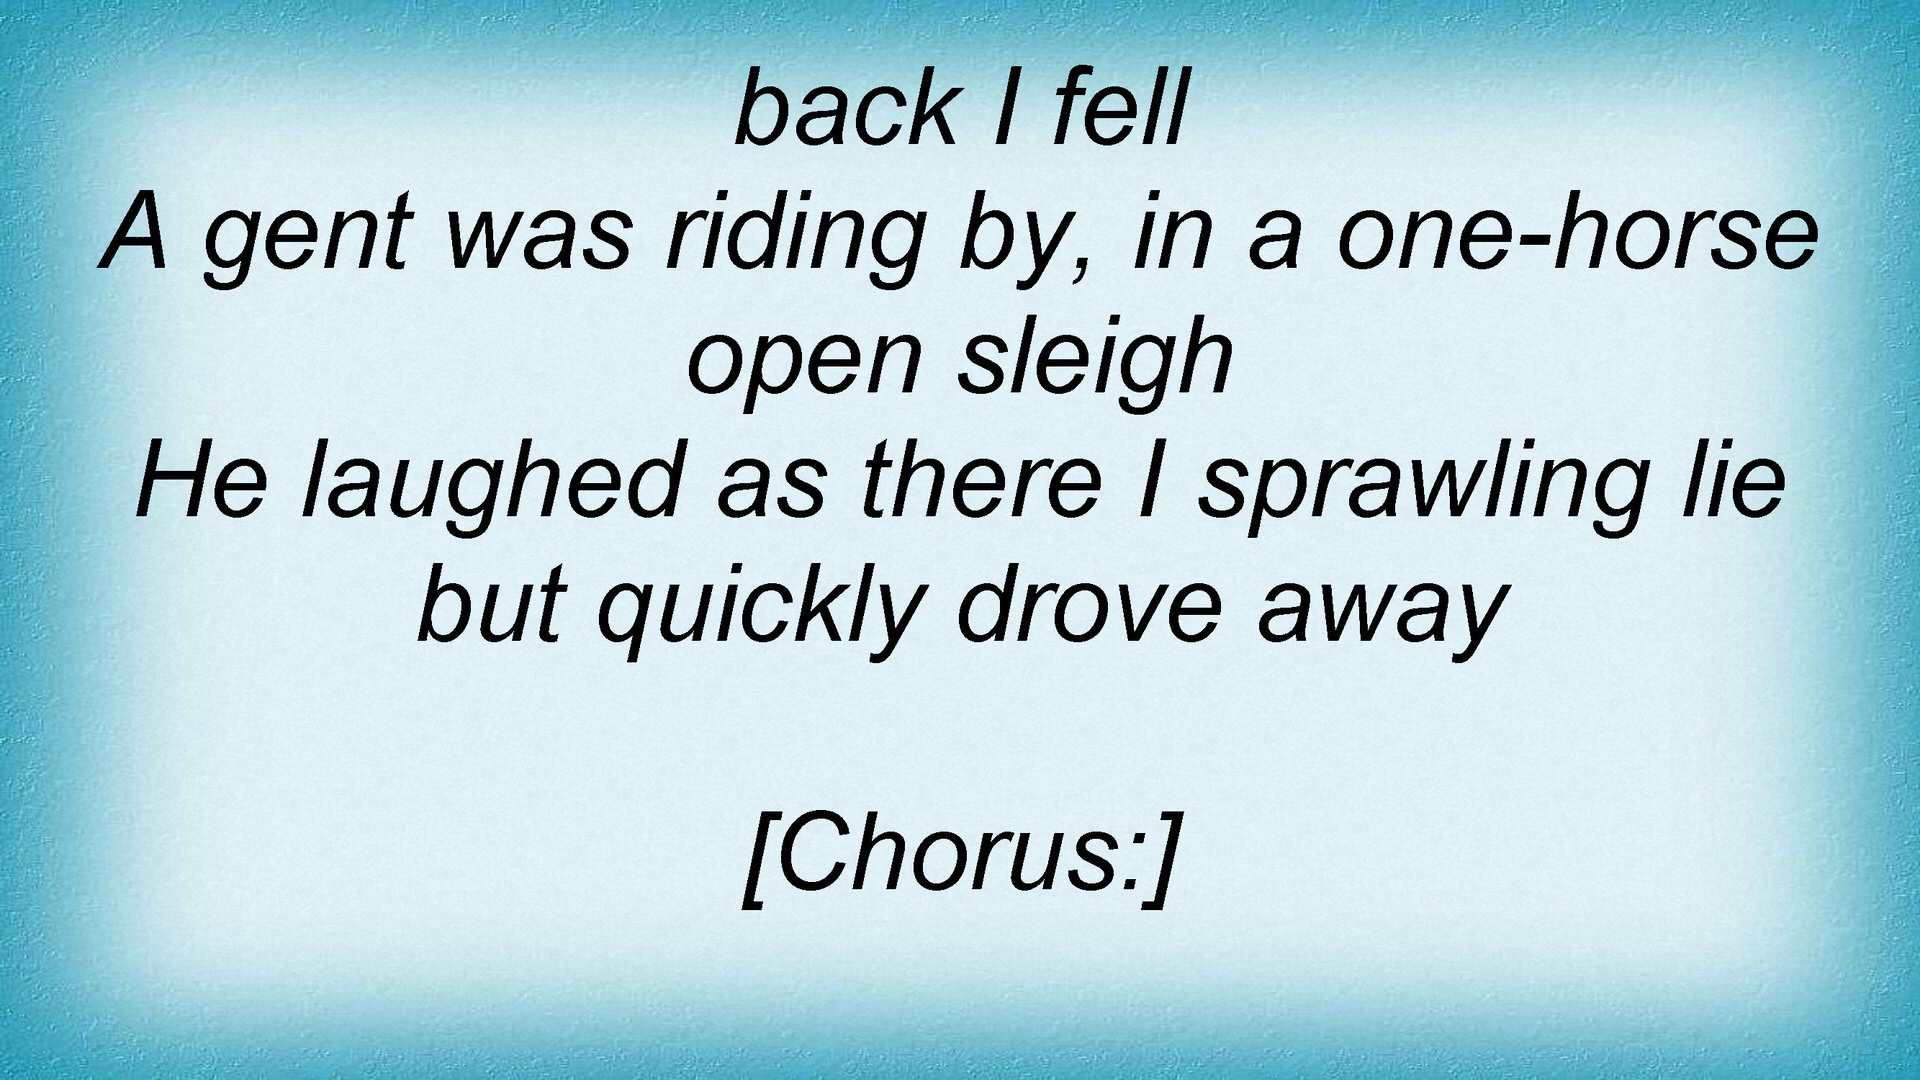 back I fell
A gent was riding by, in a one-horse
open sleigh
He laughed as there I sprawling lie
but quickly drove away
[Chorus:]